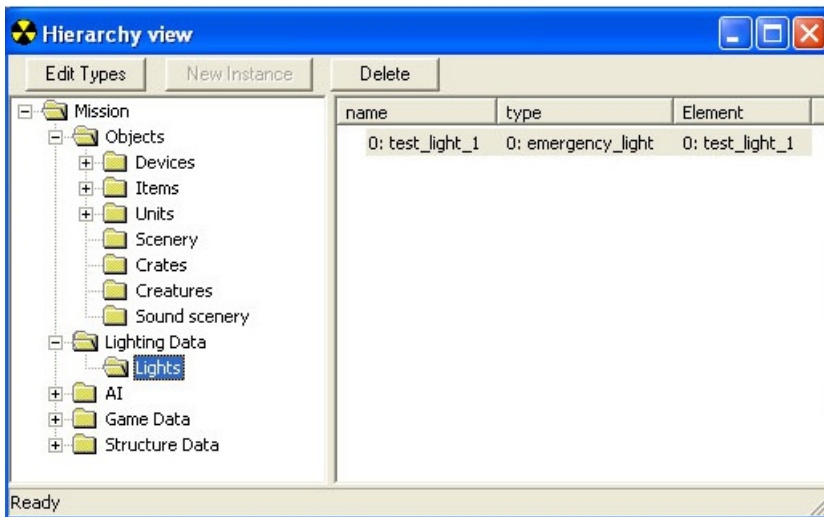 Hierarchy view
Edit Types New Instance Delete
Mission
Objects
Devices
Items
Units
Scenery
Crates
Creatures
Sound scenery
Lighting Data
Lights
AI
Game Data
Structure Data
name type Element
0: test_light_1 0: emergency_light 0: test_light_1
Ready